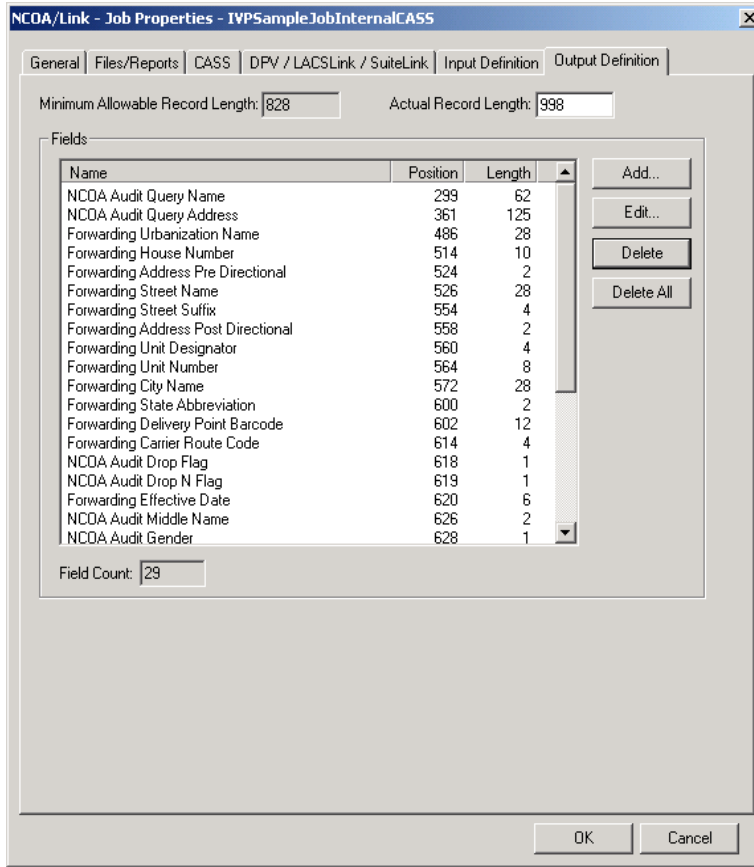 NCOA/Link - Job Properties - IVPSampleJobInternalCASS
General Files/Reports CASS DPV / LACSLink / SuiteLink Input Definition Output Definition
Minimum Allowable Record Length: 828 Actual Record Length: 998
Fields
Name Position Length
NCOA Audit Query Name 299 62
NCOA Audit Query Address 361 125
Forwarding Urbanization Name 486 28
Forwarding House Number 514 10
Forwarding Address Pre Directional 524 2
Forwarding Street Name 526 28
Forwarding Street Suffix 554 4
Forwarding Address Post Directional 558 2
Forwarding Unit Designator 560 4
Forwarding Unit Number 564 8
Forwarding City Name 572 28
Forwarding State Abbreviation 600 2
Forwarding Delivery Point Barcode 602 12
Forwarding Carrier Route Code 614 4
NCOA Audit Drop Flag 618 1
NCOA Audit Drop N Flag 619 1
Forwarding Effective Date 620 6
NCOA Audit Middle Name 626 2
NCOA Audit Gender 628 1
Add...
Edit...
Delete
Delete All
Field Count: 29
OK Cancel